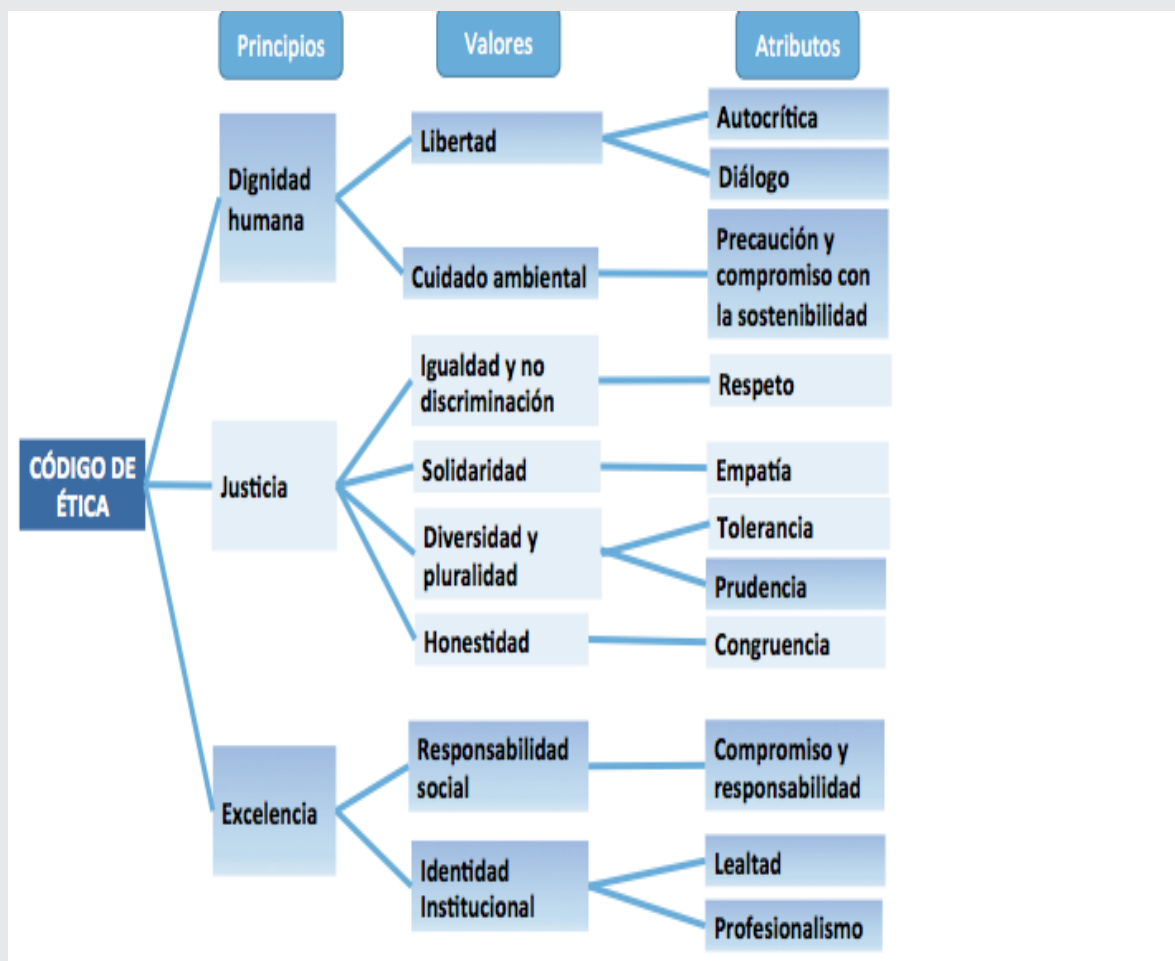 Principios
Valores
Atributos
CÓDIGO DE
ÉTICA
Dignidad
humana
Libertad
Autocrítica
Diálogo
Cuidado ambiental
Precaución y
compromiso con
la sostenibilidad
Justicia
Igualdad y no
discriminación
Respeto
Solidaridad
Empatía
Diversidad y
pluralidad
Tolerancia
Prudencia
Honestidad
Congruencia
Excelencia
Responsabilidad
social
Compromiso y
responsabilidad
Identidad
Institucional
Lealtad
Profesionalismo